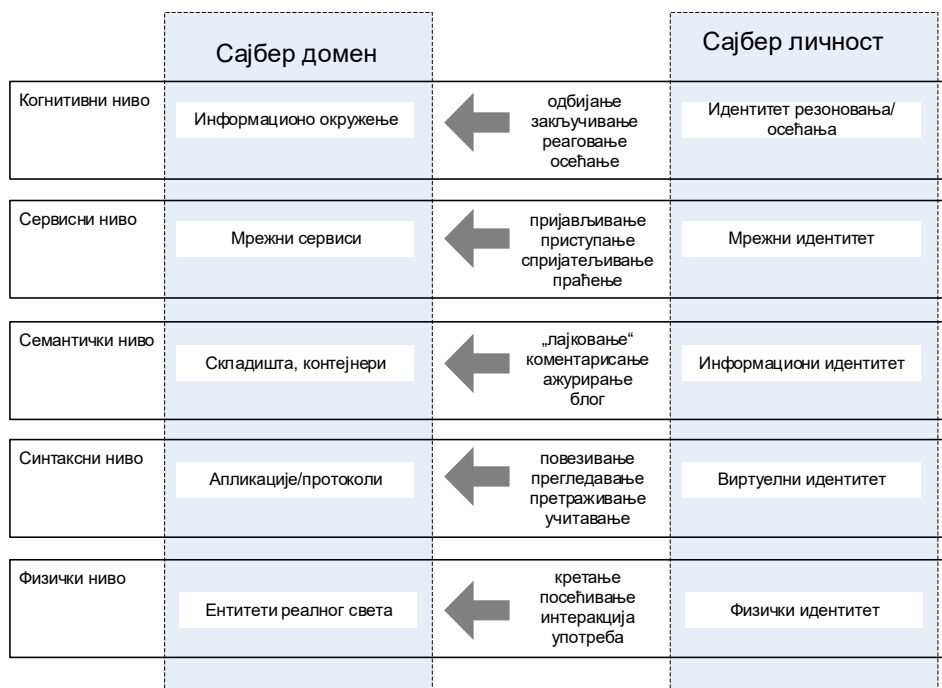 Сајбер домен
Сајбер личност
Когнитивни ниво
Информационо окружење
одбијање
закључивање
реаговање
осећање
Идентитет резоновања/
осећања
Сервисни ниво
Мрежни сервиси
пријављивање
приступање
спријатељивање
праћење
Мрежни идентитет
Семантички ниво
Складишта, контејнери
„лајковање“
коментарисање
ажурирање
блог
Информациони идентитет
Синтаксни ниво
Апликације/протоколи
повезивање
прегледавање
претраживање
учитавање
Виртуелни идентитет
Физички ниво
Ентитети реалног света
кретање
посећивање
интеракција
употреба
Физички идентитет